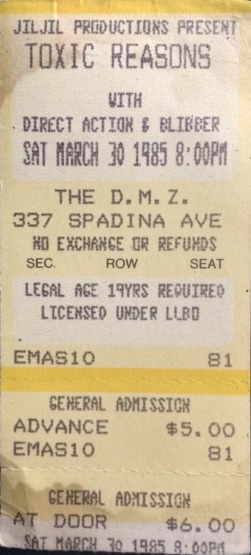 JILJIL PRODUCTIONS PRESENT
TOXIC REASONS
WITH
DIRECT ACTION & BLIBBER
SAT MARCH 30 1985 8:00PM
THE D.M.Z.
337 SPADINA AVE
NO EXCHANGE OR REFUNDS
SEC. ROW SEAT
LEGAL AGE 19YRS REQUIRED
LICENSED UNDER LLBO
EMAS10 81
GENERAL ADMISSION
ADVANCE $5.00
EMAS10 81
GENERAL ADMISSION
AT DOOR $6.00
SAT MARCH 30 1985 8:00PM